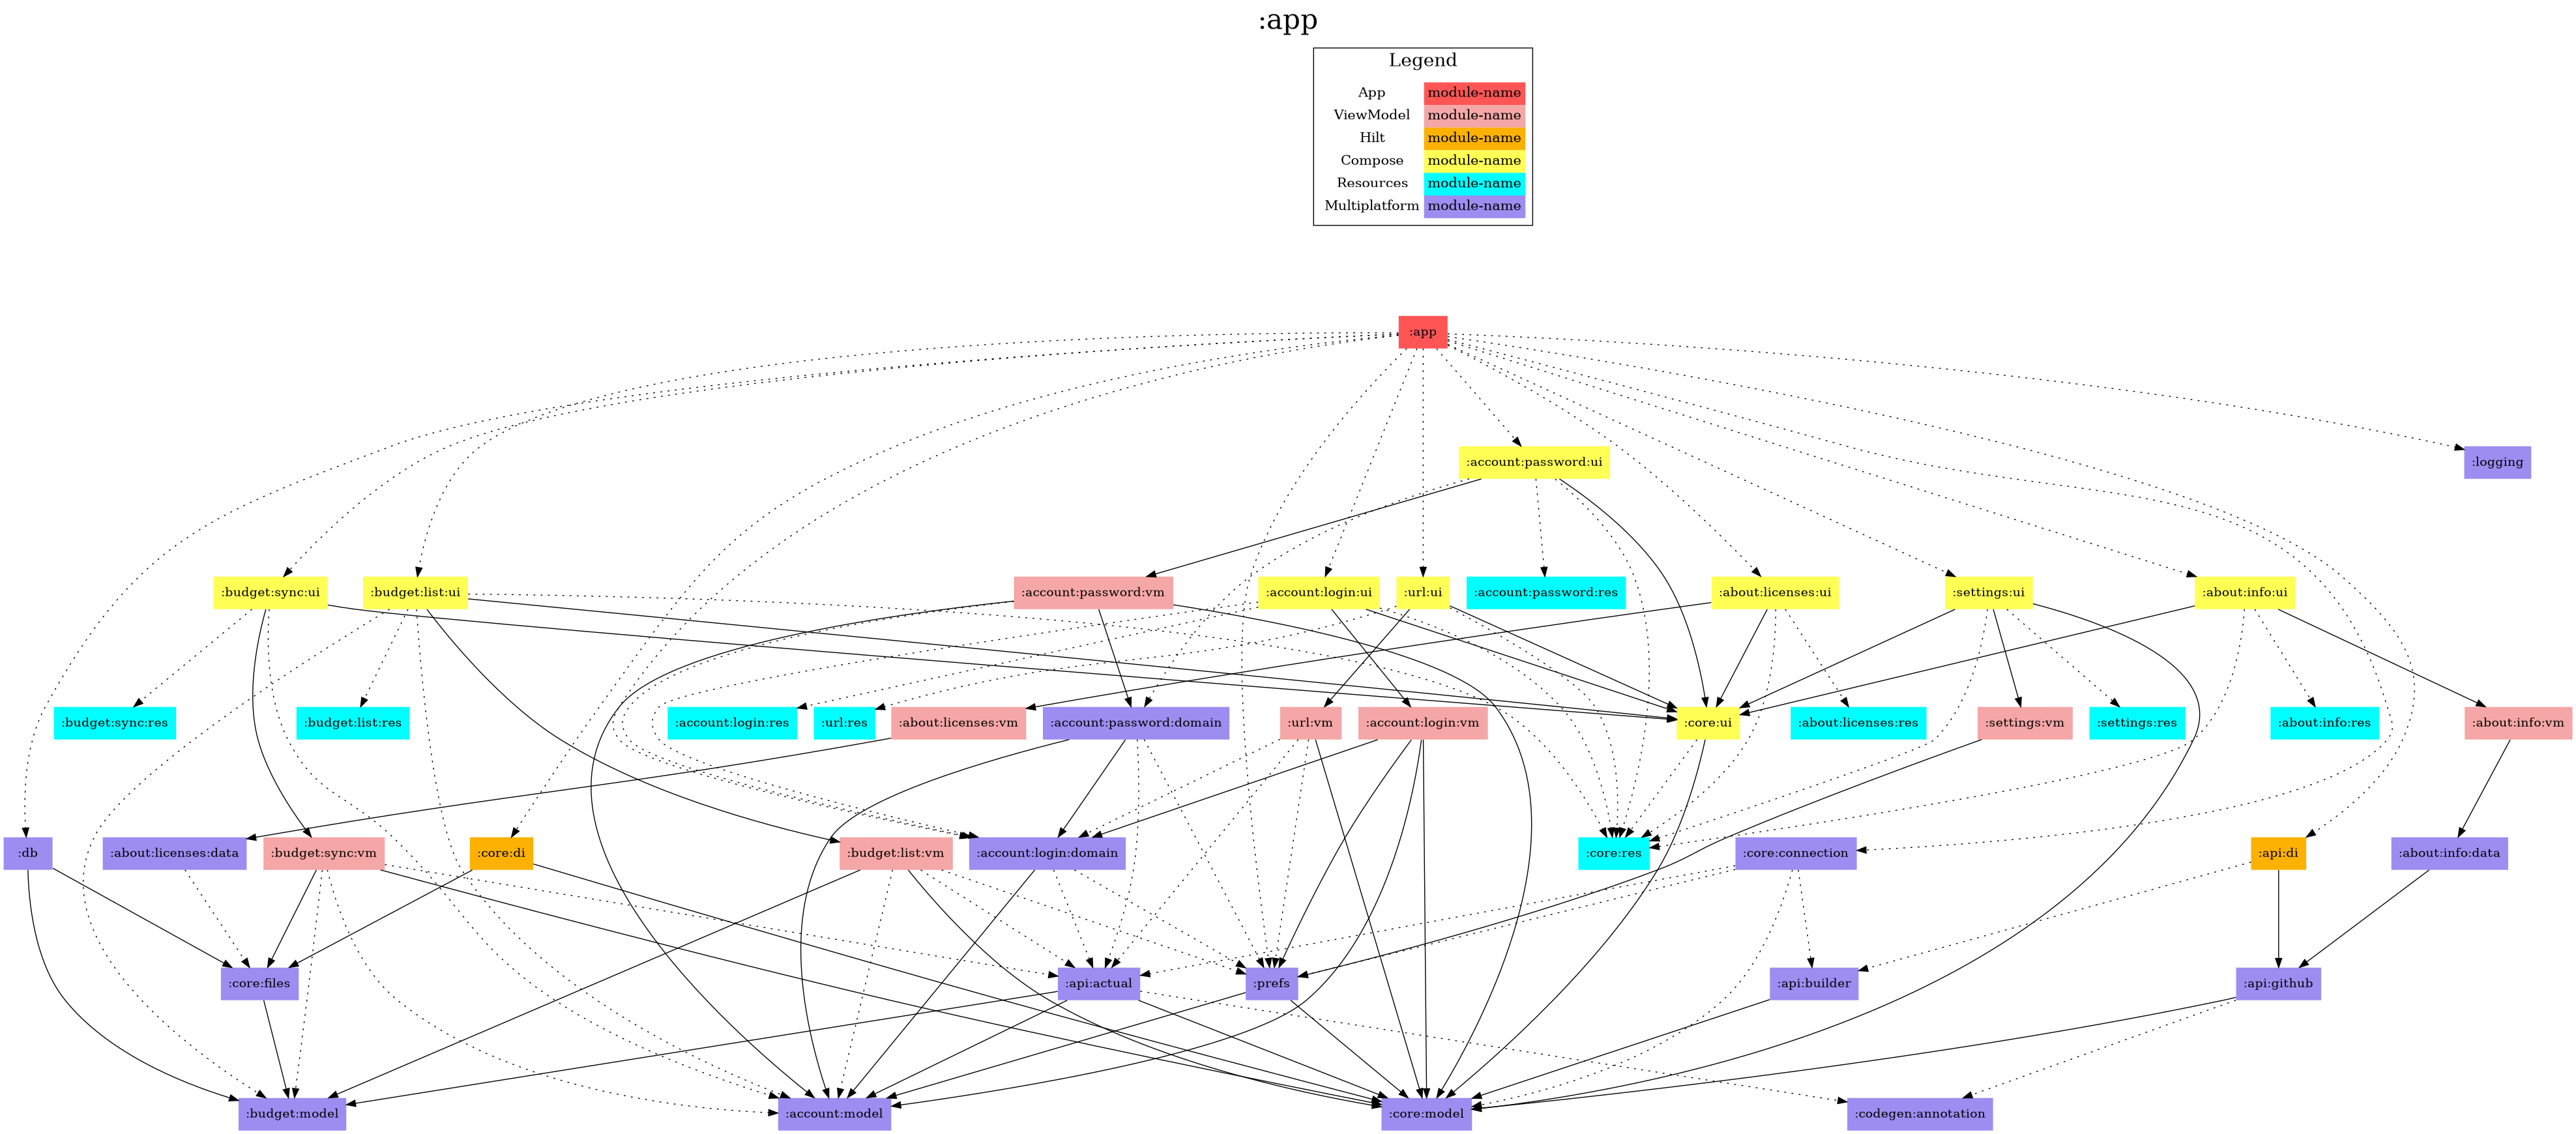 :app
Legend
App module-name
ViewModel module-name
Hilt module-name
Compose module-name
Resources module-name
Multiplatform module-name
:app
:account:password:ui :logging
:budget:sync:ui :budget:list:ui :account:password:vm :account:login:ui :url:ui :account:password:res :about:licenses:ui :settings:ui :about:info:ui
:budget:sync:res :budget:list:res :account:login:res :url:res :about:licenses:vm :account:password:domain :url:vm :account:login:vm :core:ui :about:licenses:res :settings:vm :settings:res :about:info:res :about:info:vm
:db :about:licenses:data :budget:sync:vm :core:di :budget:list:vm :account:login:domain :core:res :core:connection :api:di :about:info:data
:core:files :api:actual :prefs :api:builder :api:github
:budget:model :account:model :core:model :codegen:annotation